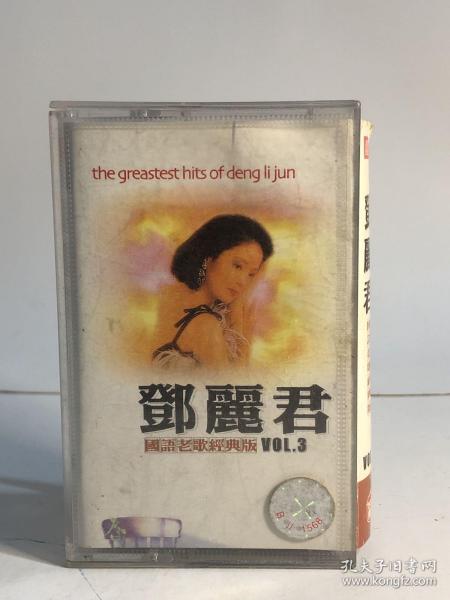 the greastest hits of deng li jun
鄧麗君
國語老歌經典版 VOL.3
鄧麗君
孔夫子旧书网
www.kongfz.com